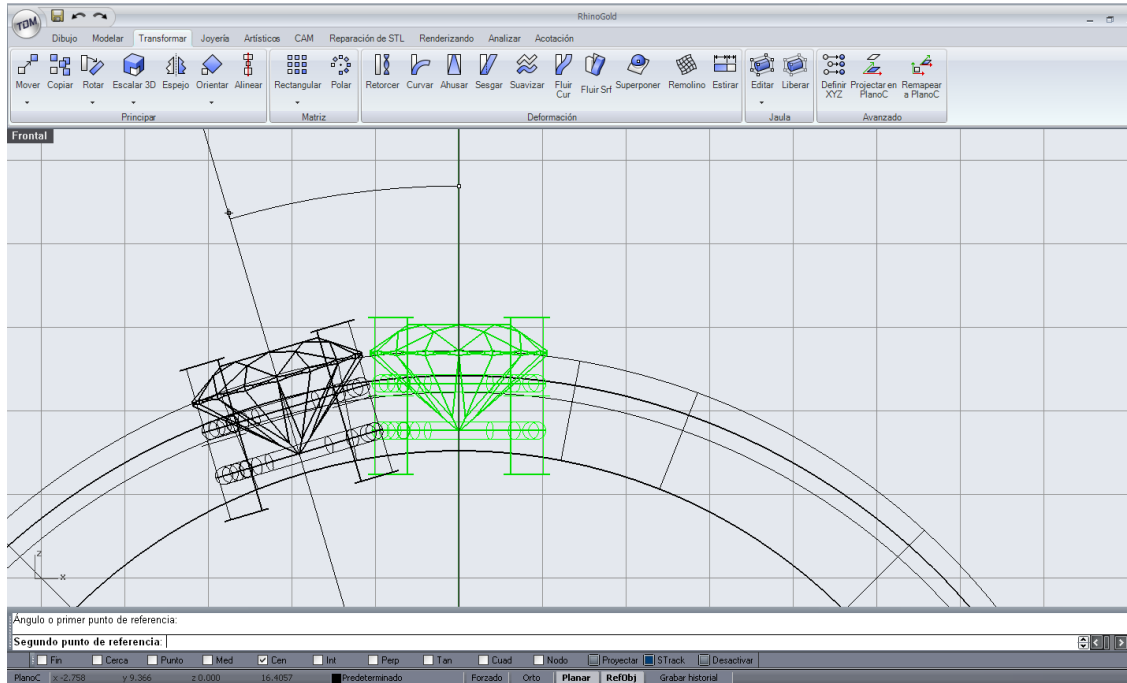 TDM
RhinoGold
Dibujo Modelar Transformar Joyería Artísticos CAM Reparación de STL Renderizando Analizar Acotación
Mover Copiar Rotar Escalar 3D Espejo Orientar Alinear Rectangular Polar Retorcer Curvar Ahusar Sesgar Suavizar Fluir Cur Fluir Srf Superponer Remolino Estirar Editar Liberar Definir XYZ Projectar en PlanoC Remapear a PlanoC
Principar Matriz Deformación Jaula Avanzado
Frontal
z
x
Ángulo o primer punto de referencia:
Segundo punto de referencia:
Fin Cerca Punto Med Cen Int Perp Tan Cuad Nodo Proyectar STrack Desactivar
PlanoC x -2.758 y 9.366 z 0.000 16.4057 Predeterminado Forzado Orto Planar RefObj Grabar historial